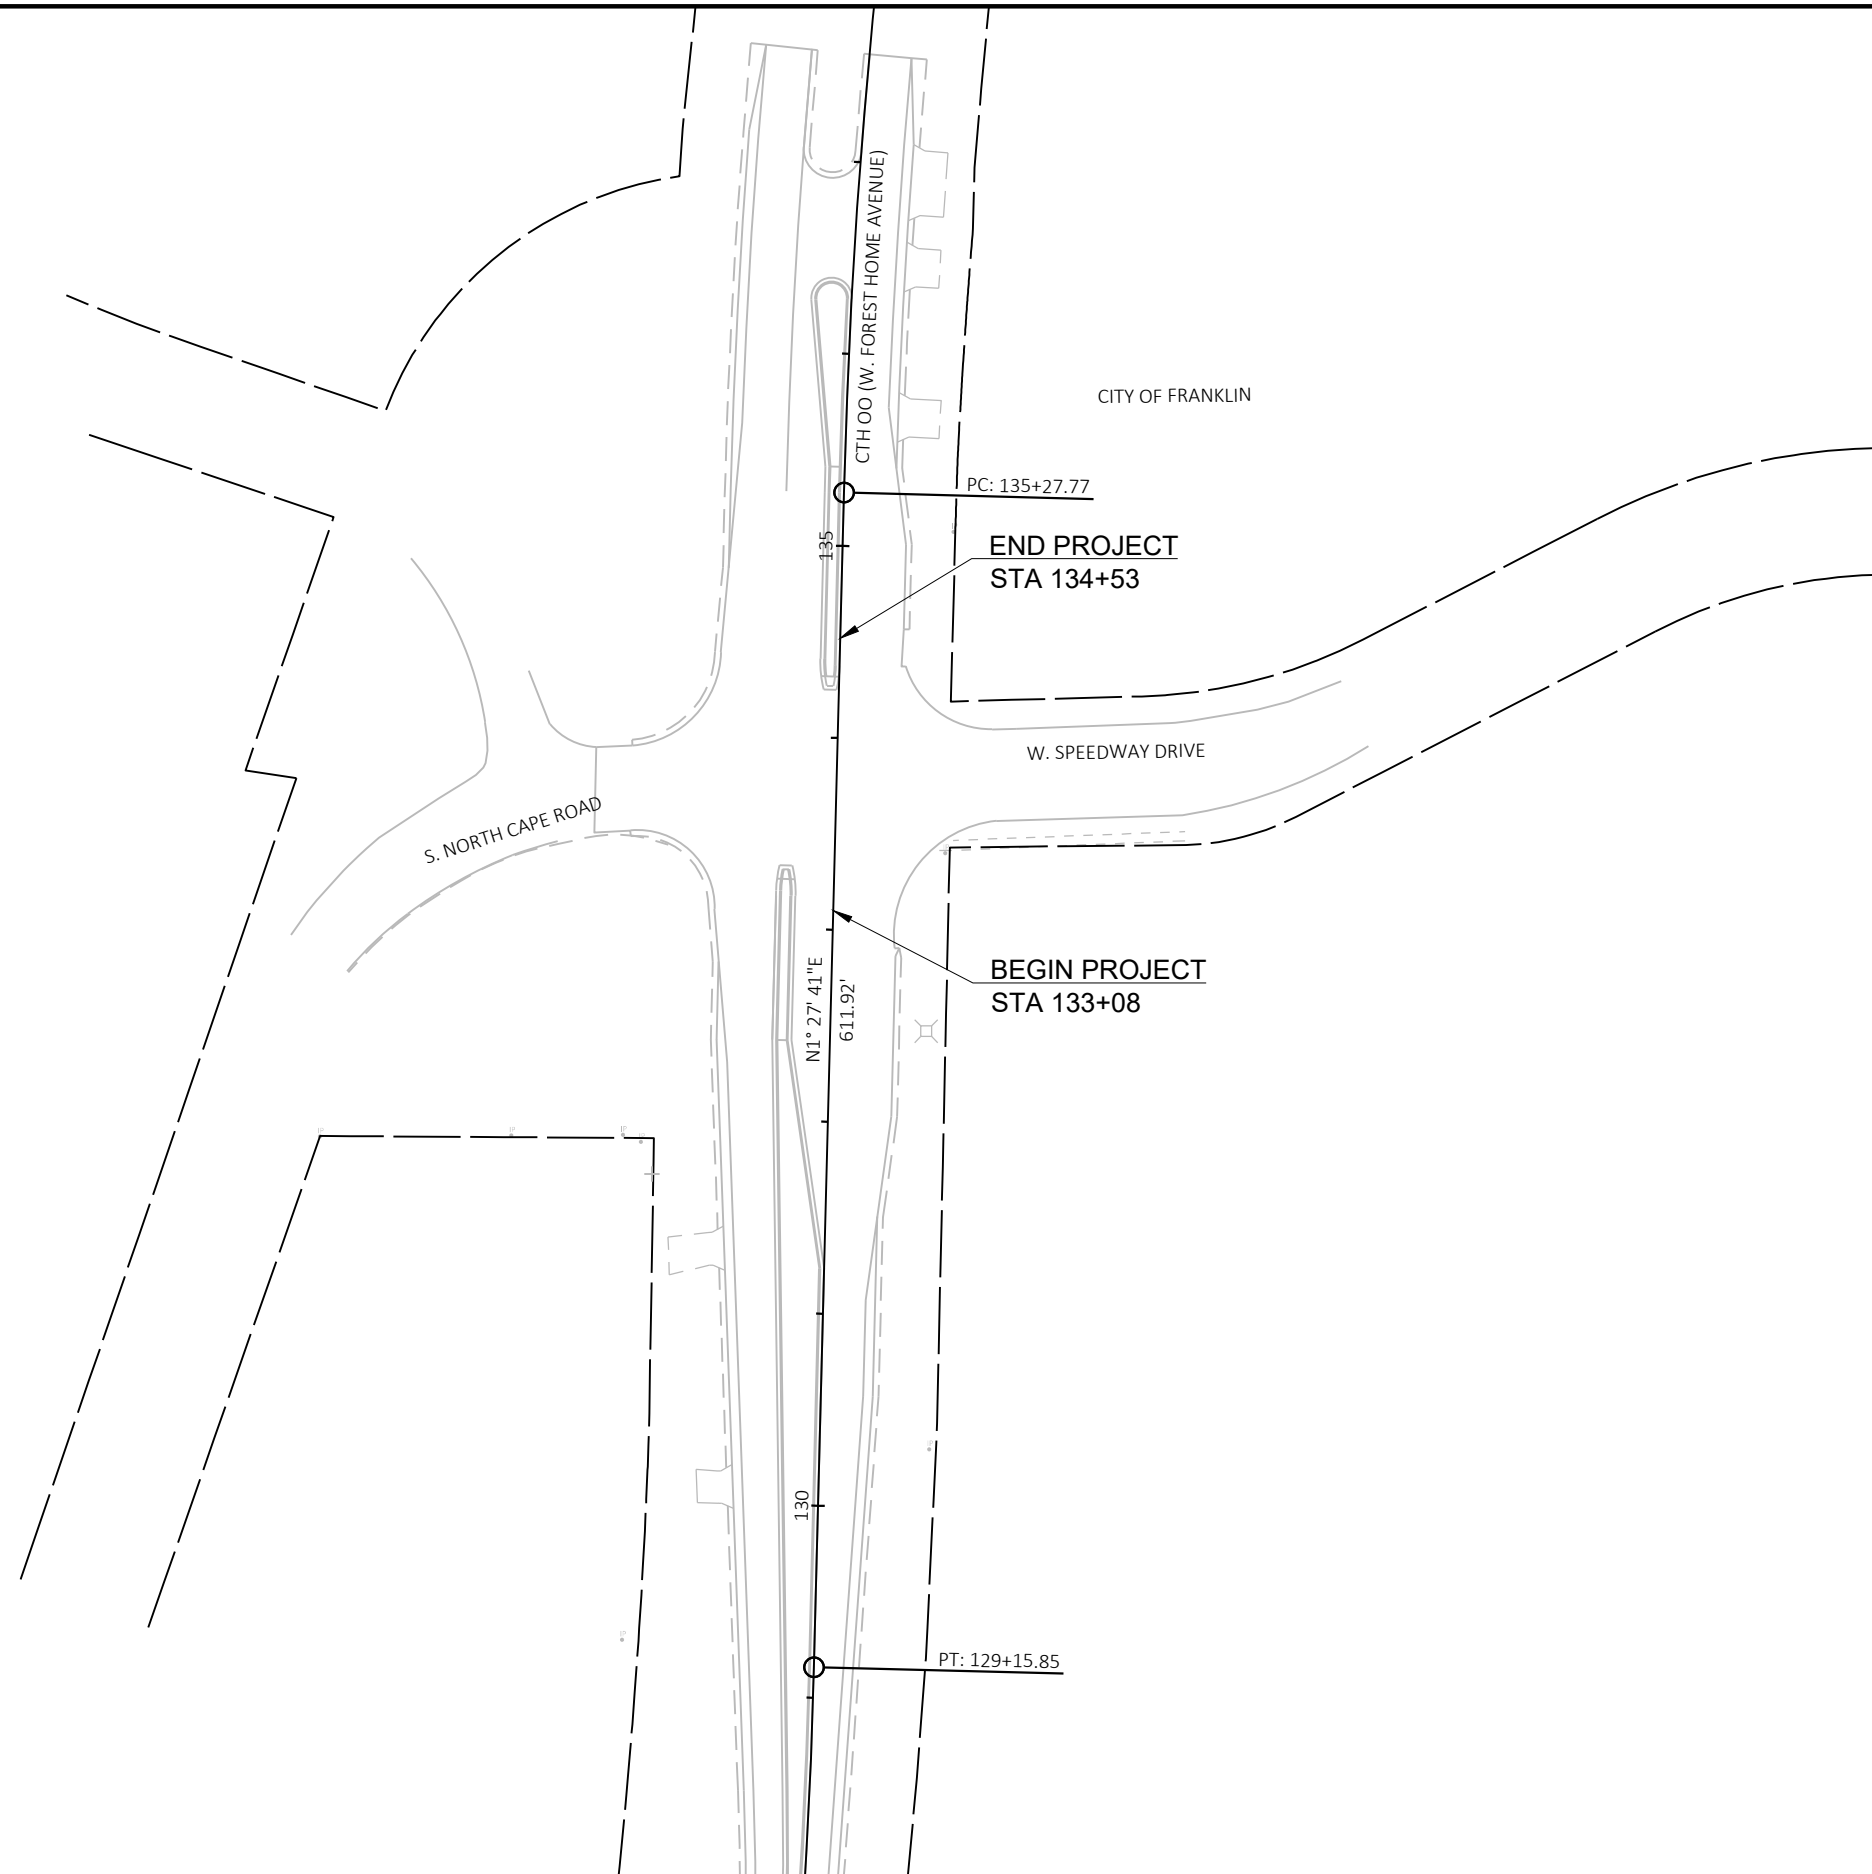 CTH OO (W. FOREST HOME AVENUE)
CITY OF FRANKLIN
PC: 135+27.77
135
END PROJECT
STA 134+53
W. SPEEDWAY DRIVE
S. NORTH CAPE ROAD
N1° 27' 41"E
611.92'
BEGIN PROJECT
STA 133+08
130
PT: 129+15.85